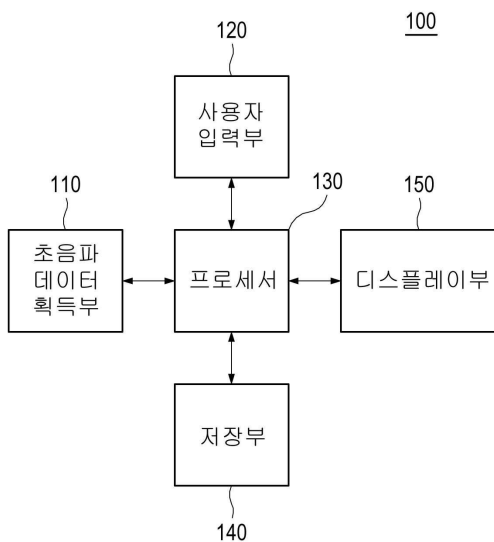 120
100
사용자
입력부
110
130
150
초음파
데이터
획득부
프로세서
디스플레이부
저장부
140